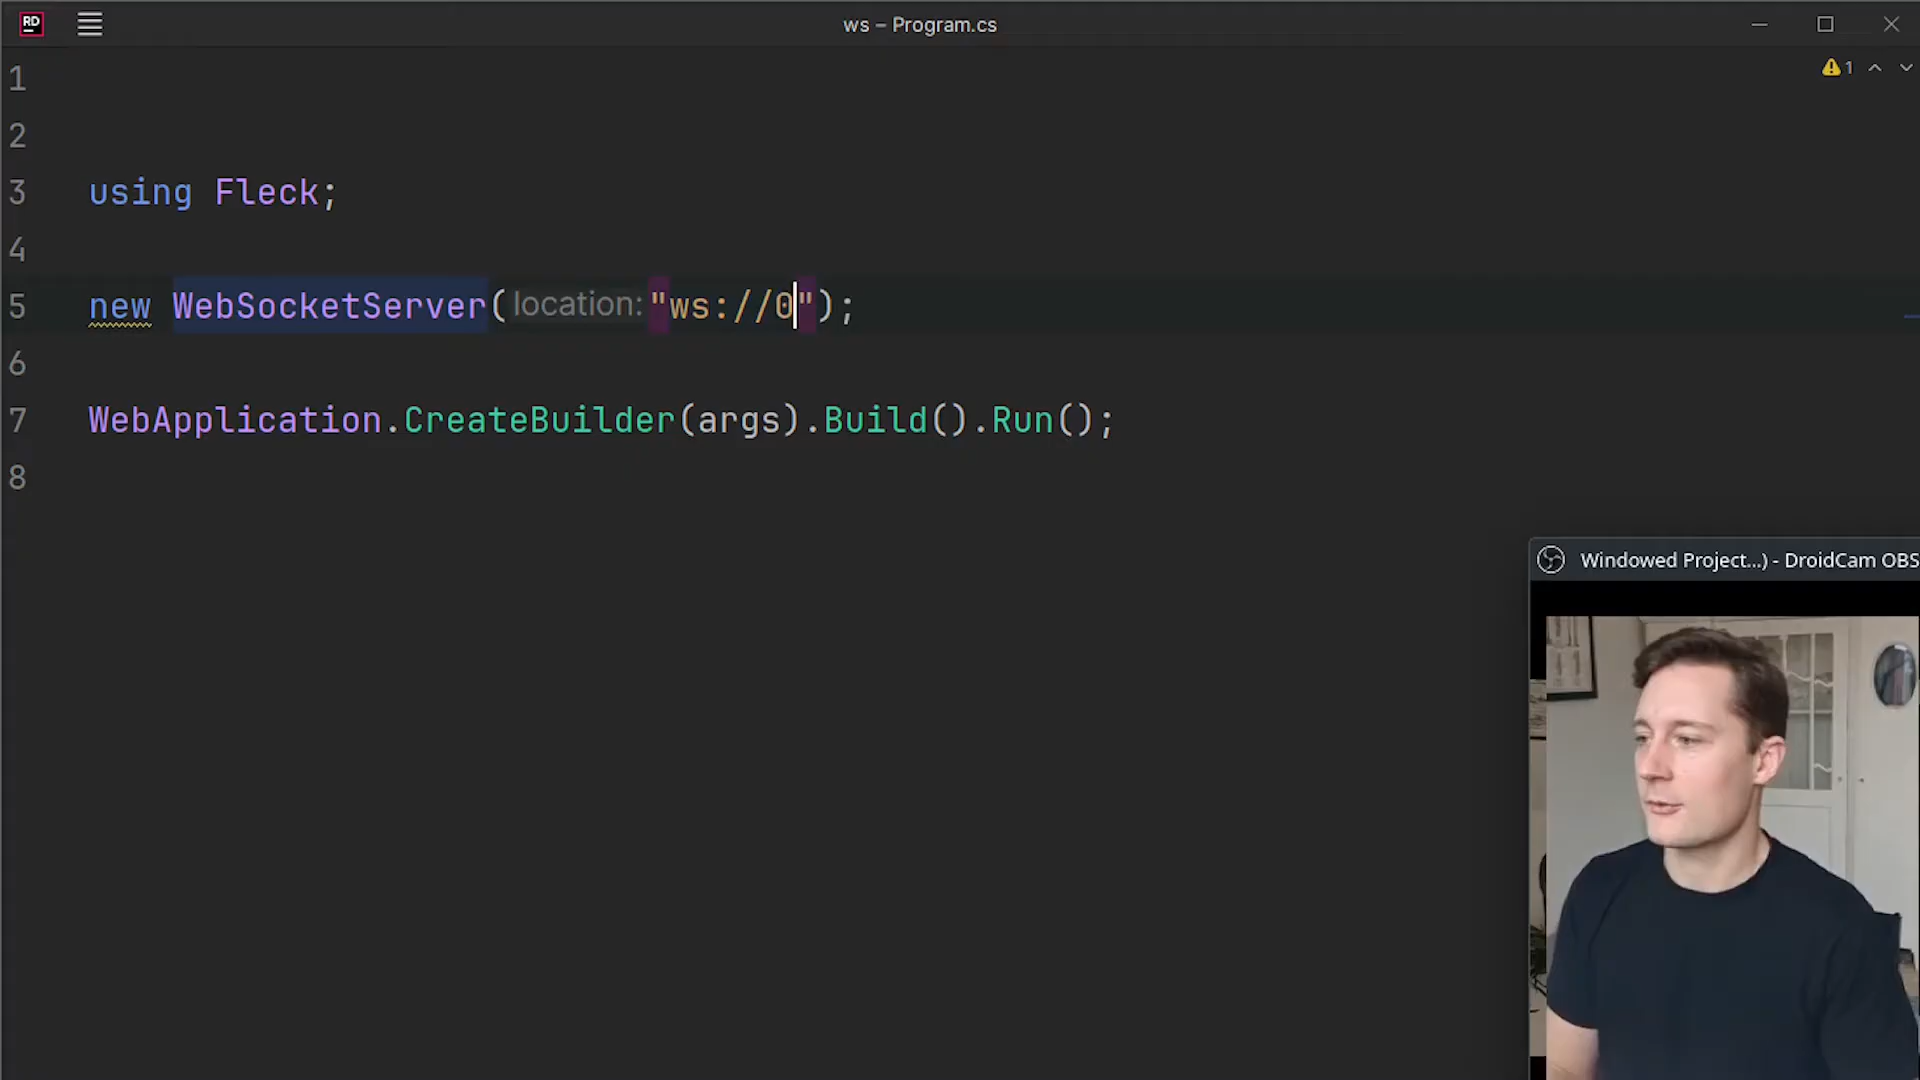 RD
ws – Program.cs
1
1
2
3 using Fleck;
4
5 new WebSocketServer(location: "ws://0");
6
7 WebApplication.CreateBuilder(args).Build().Run();
8
Windowed Project...) - DroidCam OBS